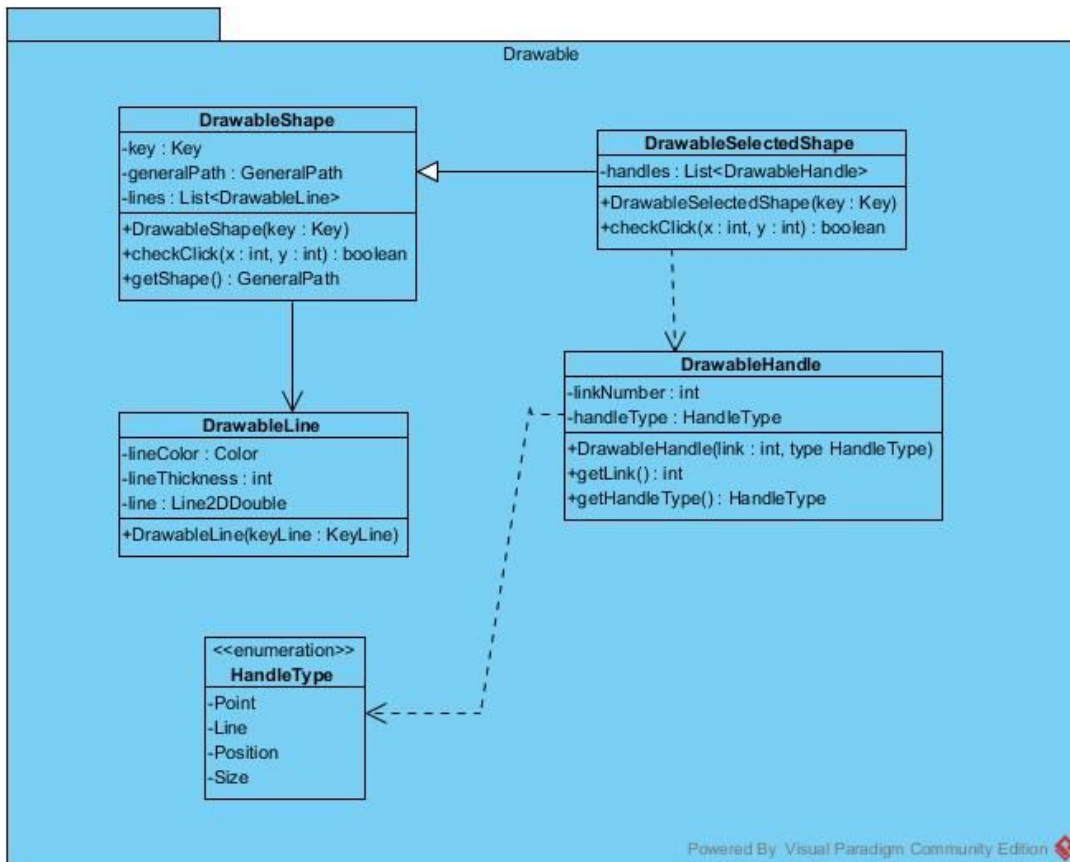 Drawable
DrawableShape
-key : Key
-generalPath : GeneralPath
-lines : List<DrawableLine>
+DrawableShape(key : Key)
+checkClick(x : int, y : int) : boolean
+getShape() : GeneralPath
DrawableSelectedShape
-handles : List<DrawableHandle>
+DrawableSelectedShape(key : Key)
+checkClick(x : int, y : int) : boolean
DrawableHandle
-linkNumber : int
-handleType : HandleType
+DrawableHandle(link : int, type HandleType)
+getLink() : int
+getHandleType() : HandleType
DrawableLine
-lineColor : Color
-lineThickness : int
-line : Line2DDouble
+DrawableLine(keyLine : KeyLine)
<<enumeration>>
HandleType
-Point
-Line
-Position
-Size
Powered By Visual Paradigm Community Edition